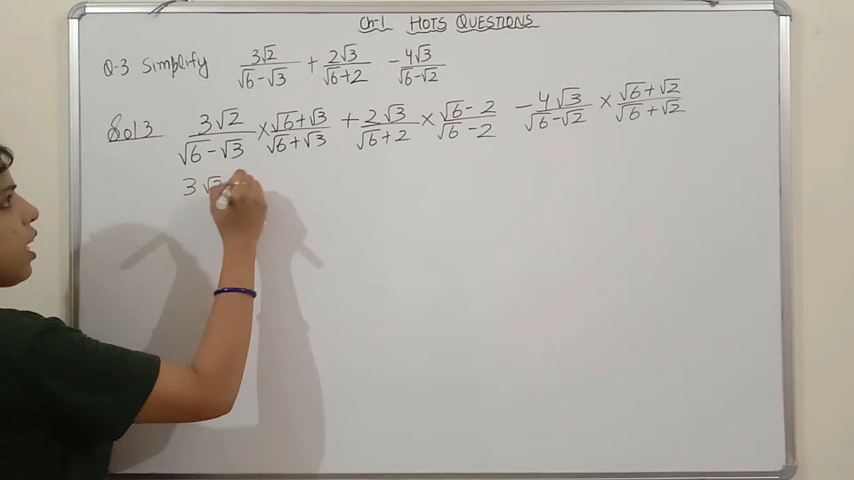 Ch-1 HOTS QUESTIONS
Q-3 Simplify 3√2/(√6-√3) + 2√3/(√6+2) - 4√3/(√6-√2)
Sol3 3√2/(√6-√3) × (√6+√3)/(√6+√3) + 2√3/(√6+2) × (√6-2)/(√6-2) - 4√3/(√6-√2) × (√6+√2)/(√6+√2)
3√